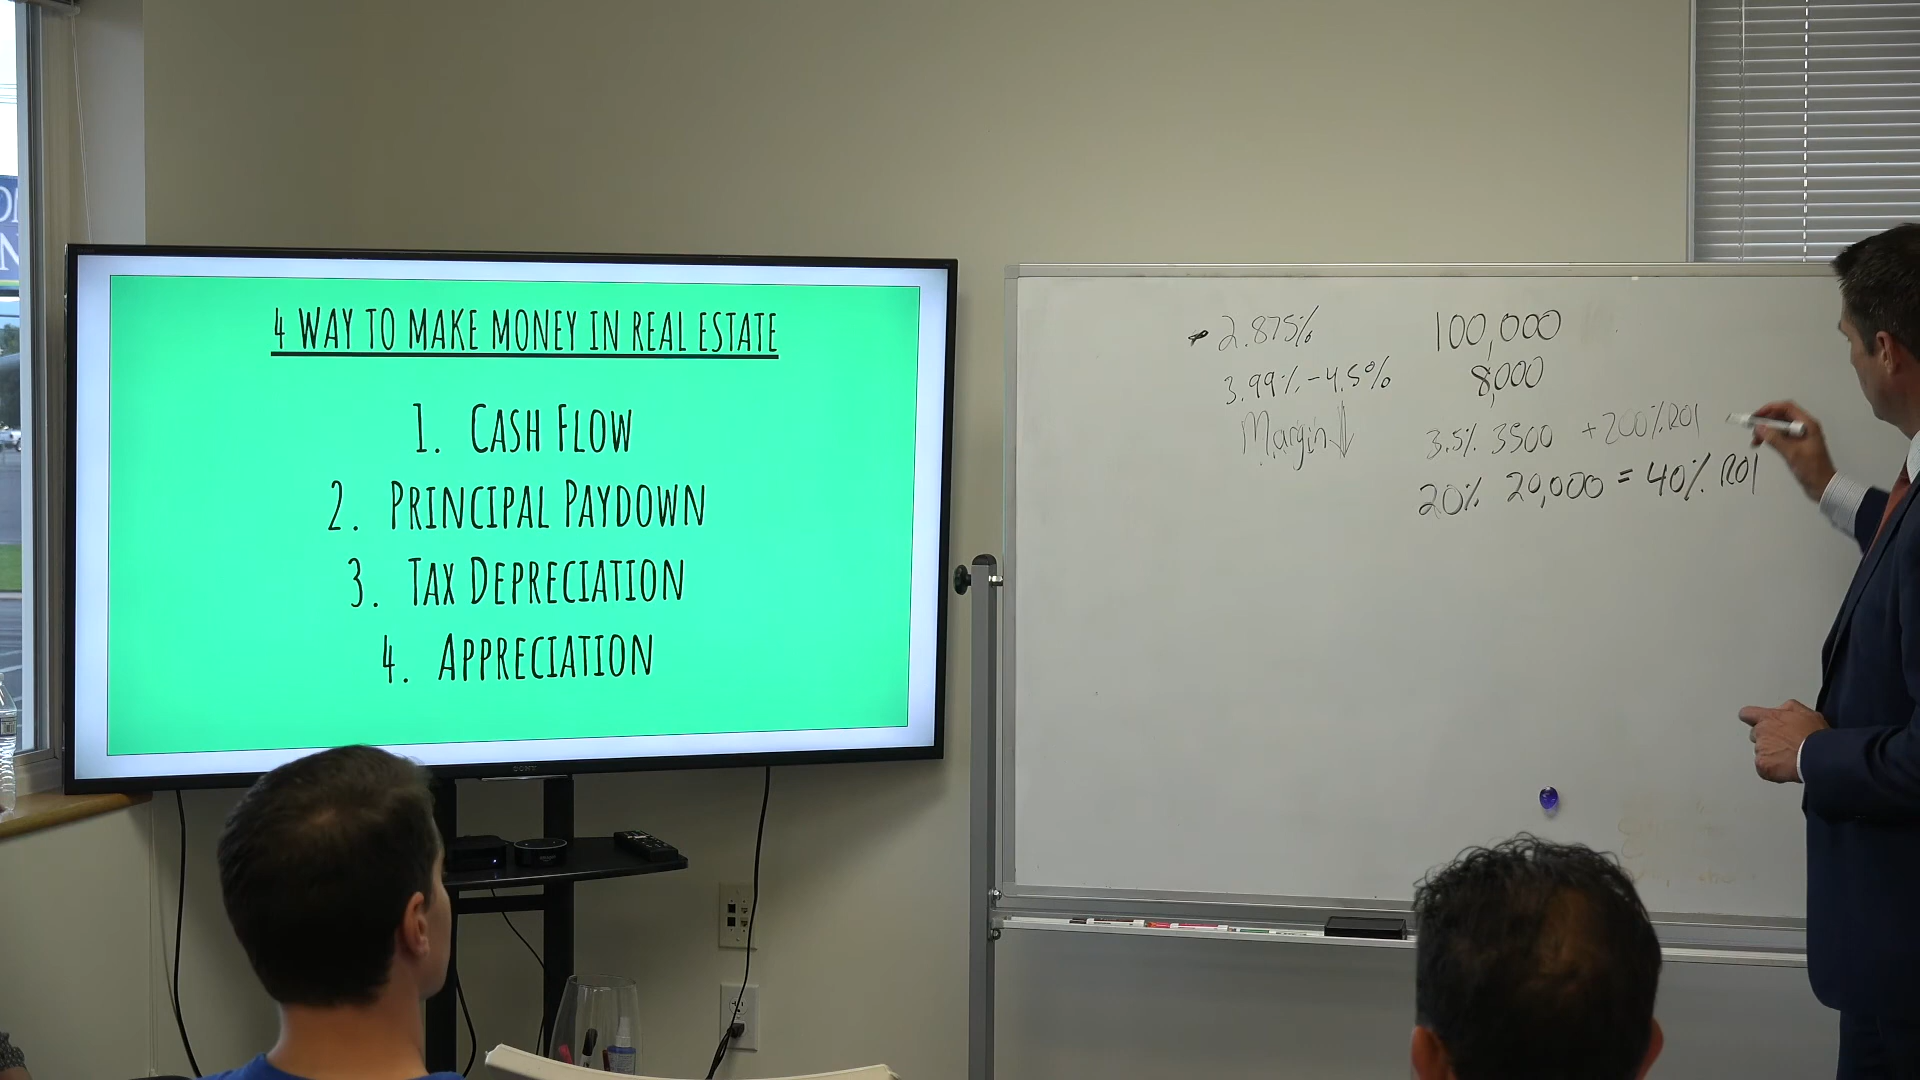 4 WAY TO MAKE MONEY IN REAL ESTATE
1. CASH FLOW
2. PRINCIPAL PAYDOWN
3. TAX DEPRECIATION
4. APPRECIATION
SONY
2.875%
3.99%-4.5%
Margin↓
100,000
8,000
3.5% 3500 +200% ROI
20% 20,000 = 40% ROI